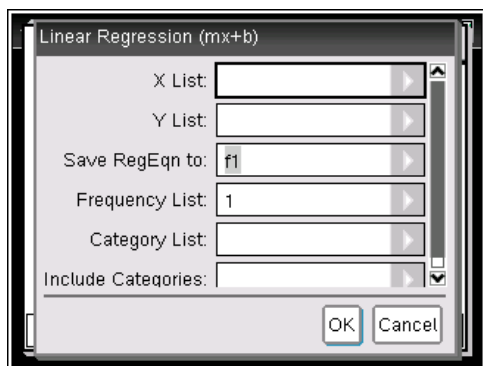 Linear Regression (mx+b)
X List:
Y List:
Save RegEqn to: f1
Frequency List: 1
Category List:
Include Categories:
OK Cancel